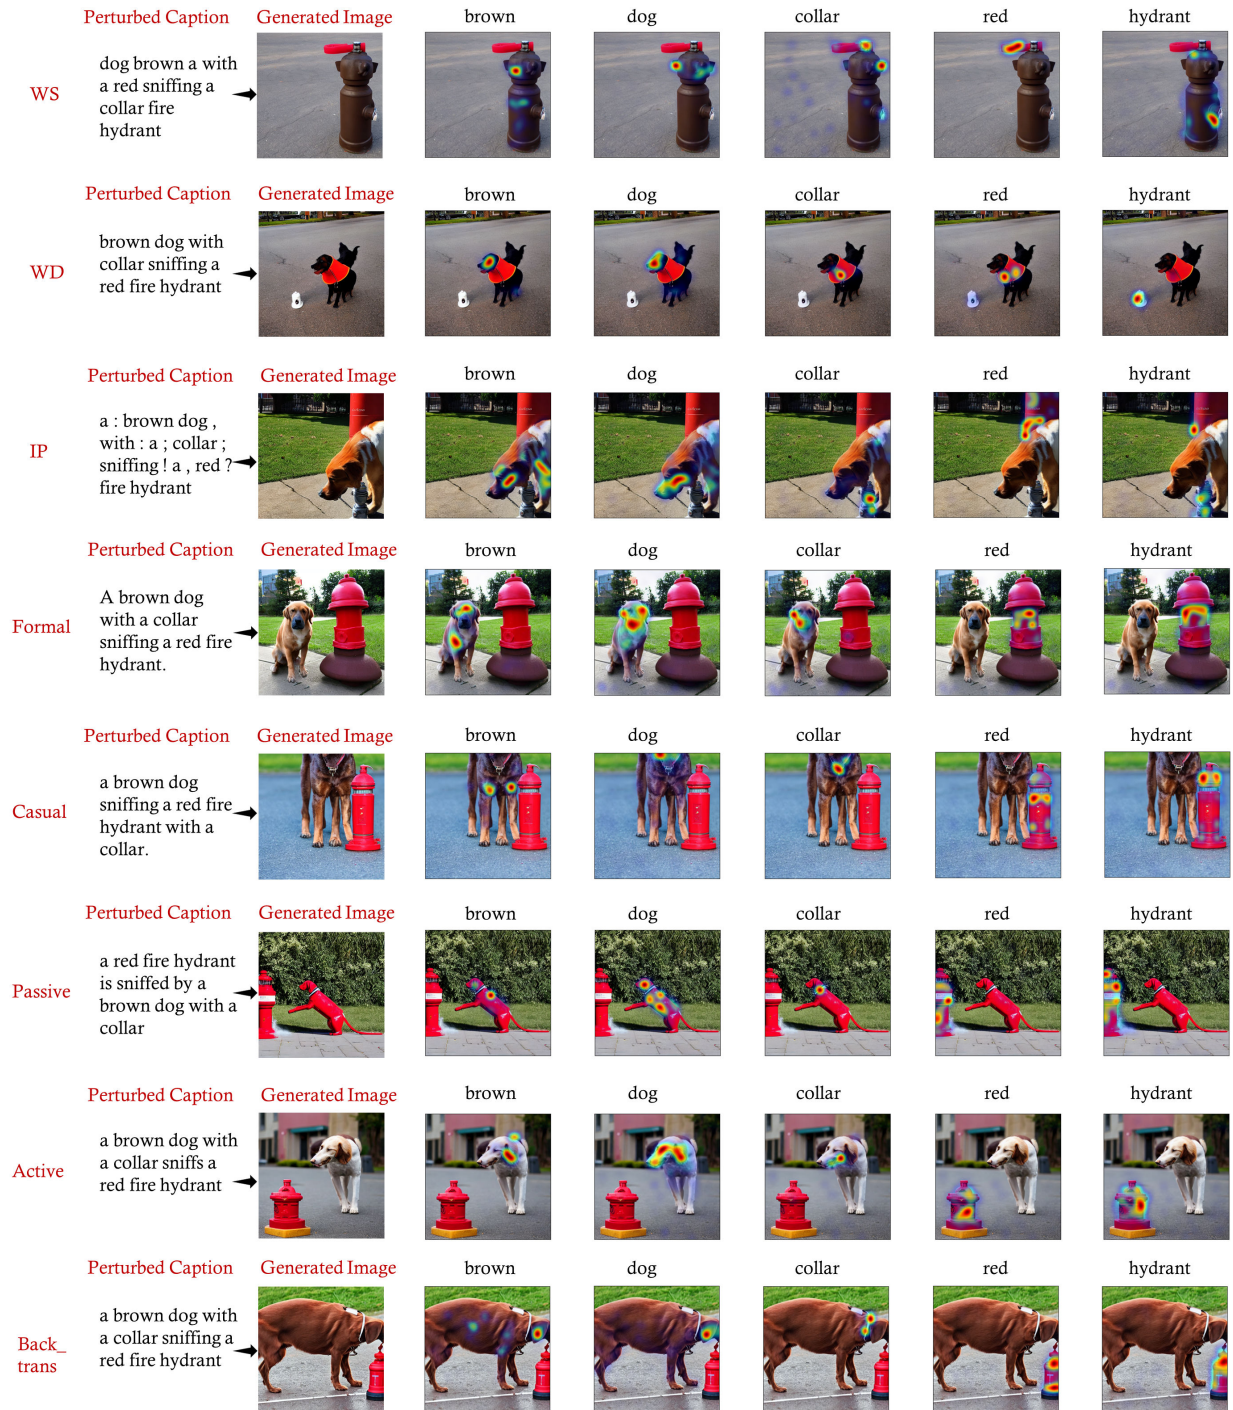 Perturbed Caption Generated Image brown dog collar red hydrant
WS
dog brown a with
a red sniffing a
collar fire
hydrant
Perturbed Caption Generated Image brown dog collar red hydrant
WD
brown dog with
collar sniffing a
red fire hydrant
Perturbed Caption Generated Image brown dog collar red hydrant
IP
a : brown dog ,
with : a ; collar ;
sniffing ! a , red ?
fire hydrant
Perturbed Caption Generated Image brown dog collar red hydrant
Formal
A brown dog
with a collar
sniffing a red fire
hydrant.
Perturbed Caption Generated Image brown dog collar red hydrant
Casual
a brown dog
sniffing a red fire
hydrant with a
collar.
Perturbed Caption Generated Image brown dog collar red hydrant
Passive
a red fire hydrant
is sniffed by a
brown dog with a
collar
Perturbed Caption Generated Image brown dog collar red hydrant
Active
a brown dog with
a collar sniffs a
red fire hydrant
Perturbed Caption Generated Image brown dog collar red hydrant
Back_
trans
a brown dog with
a collar sniffing a
red fire hydrant